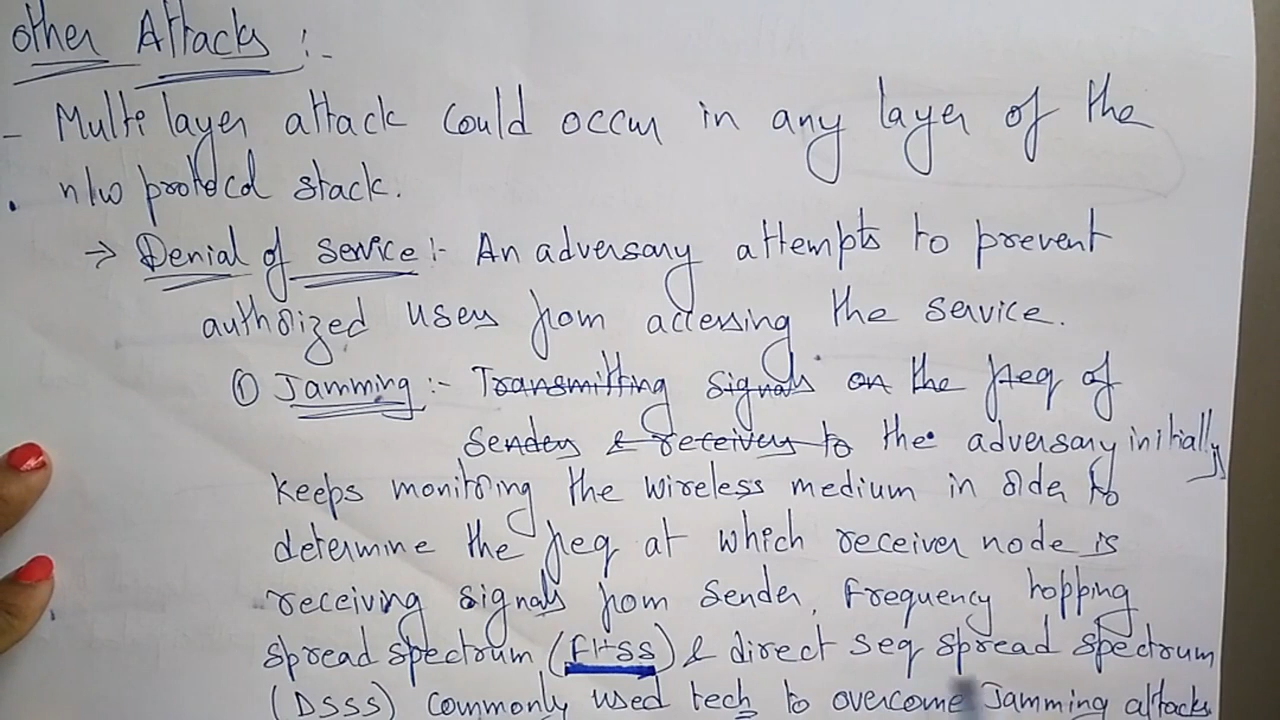 Other Attacks :-
- Multi layer attack could occur in any layer of the
n/w protocol stack.
→ Denial of Service :- An adversary attempts to prevent
authorized users from accessing the service.
① Jamming :- Transmitting signals on the freq of
senders & receivers to the adversary initially
keeps monitoring the wireless medium in order to
determine the freq at which receiver node is
receiving signals from sender, Frequency hopping
spread spectrum (FHSS) & direct seq spread spectrum
(DSSS) commonly used tech to overcome Jamming attacks